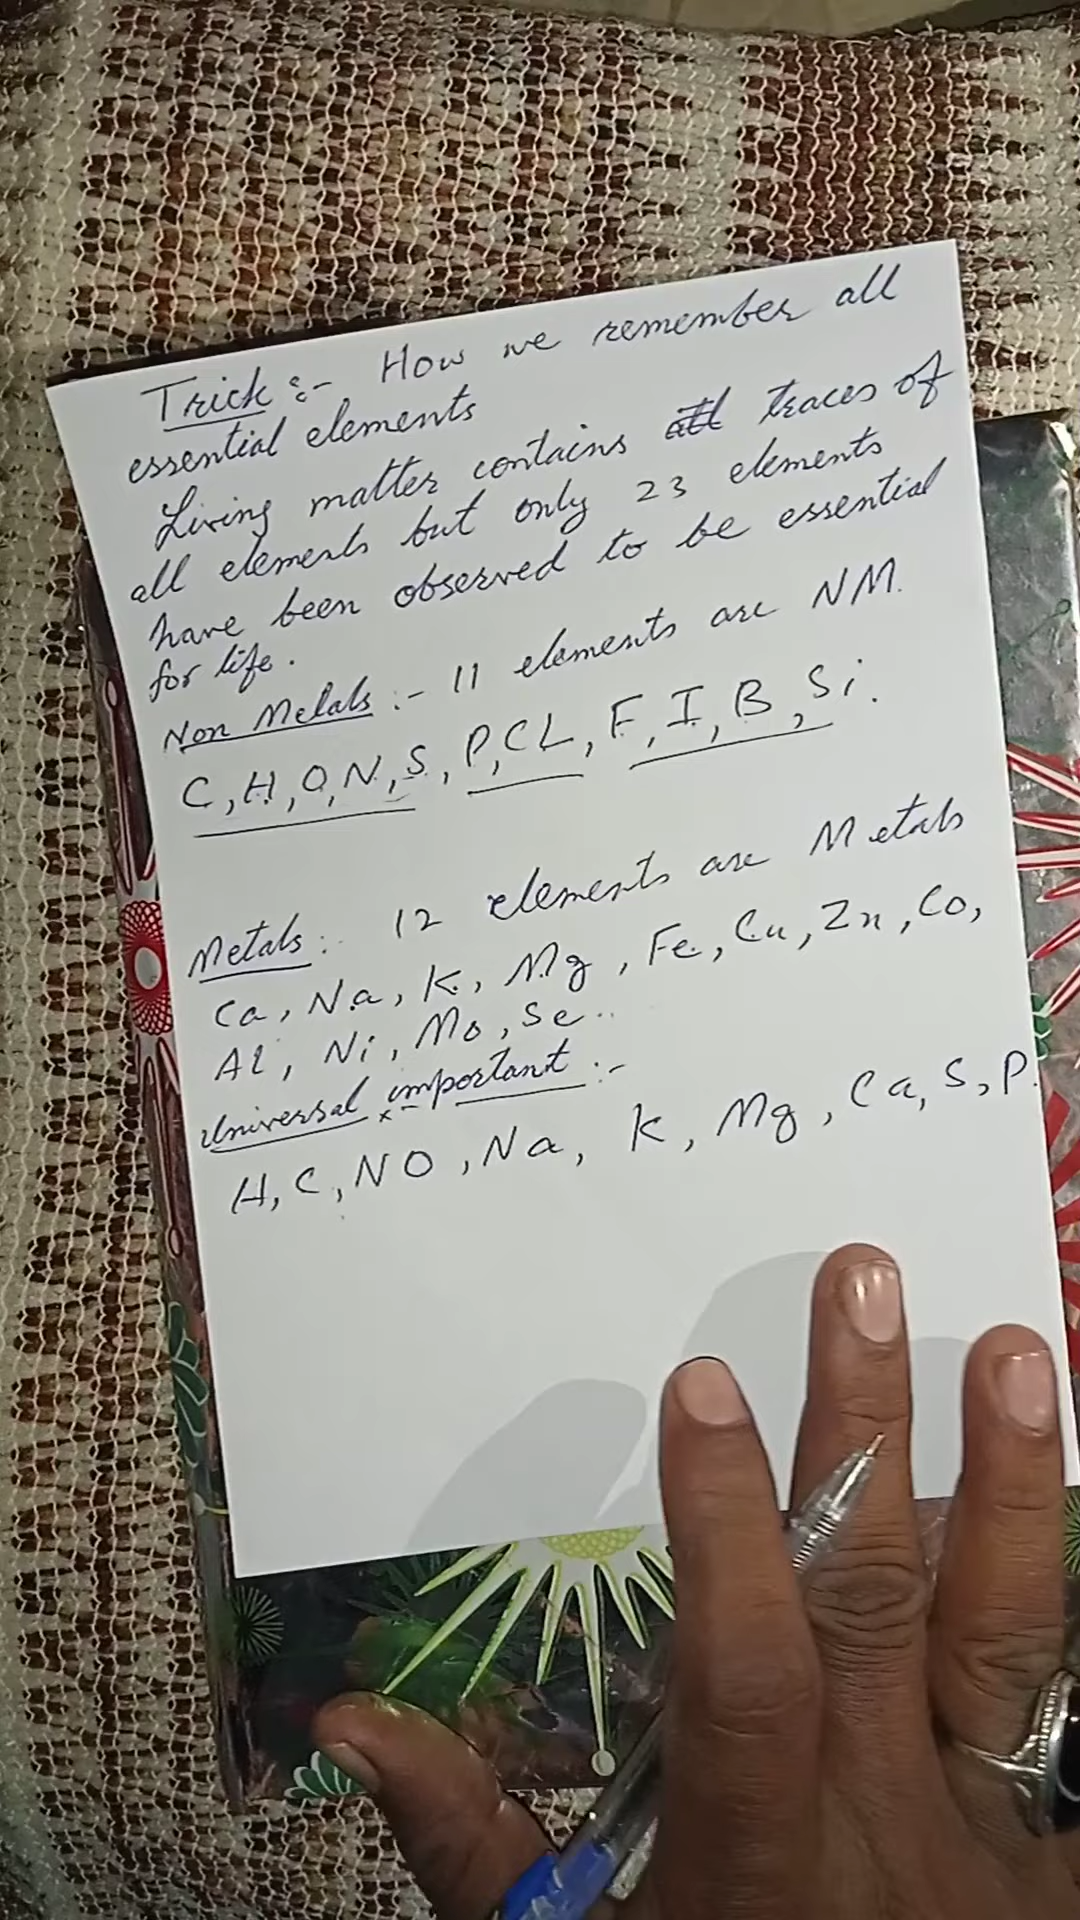 Trick :- How we remember all
essential elements
Living matter contains all traces of
all elements but only 23 elements
have been observed to be essential
for life.
Non Metals :- 11 elements are NM.
C, H, O, N, S, P, CL, F, I, B, Si.
Metals :- 12 elements are Metals
Ca, Na, K, Mg, Fe, Cu, Zn, Co,
Al, Ni, Mo, Se..
Universal important :-
H, C, NO, Na, K, Mg, Ca, S, P.